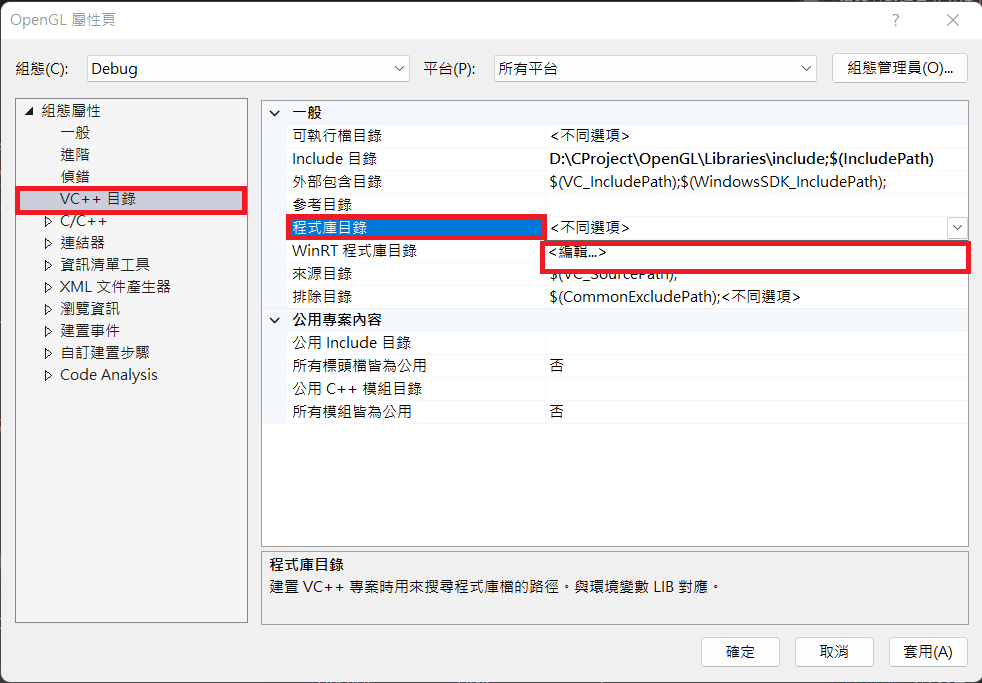 OpenGL 屬性頁
組態(C): Debug 平台(P): 所有平台 組態管理員(O)...
組態屬性
一般
進階
偵錯
VC++ 目錄
C/C++
連結器
資訊清單工具
XML 文件產生器
瀏覽資訊
建置事件
自訂建置步驟
Code Analysis
一般
可執行檔目錄 <不同選項>
Include 目錄 D:\CProject\OpenGL\Libraries\include;$(IncludePath)
外部包含目錄 $(VC_IncludePath);$(WindowsSDK_IncludePath);
參考目錄
程式庫目錄 <不同選項>
WinRT 程式庫目錄 <編輯...>
來源目錄 $(VC_SourcePath);
排除目錄 $(CommonExcludePath);<不同選項>
公用專案內容
公用 Include 目錄
所有標頭檔皆為公用 否
公用 C++ 模組目錄
所有模組皆為公用 否
程式庫目錄
建置 VC++ 專案時用來搜尋程式庫檔的路徑。與環境變數 LIB 對應。
確定 取消 套用(A)